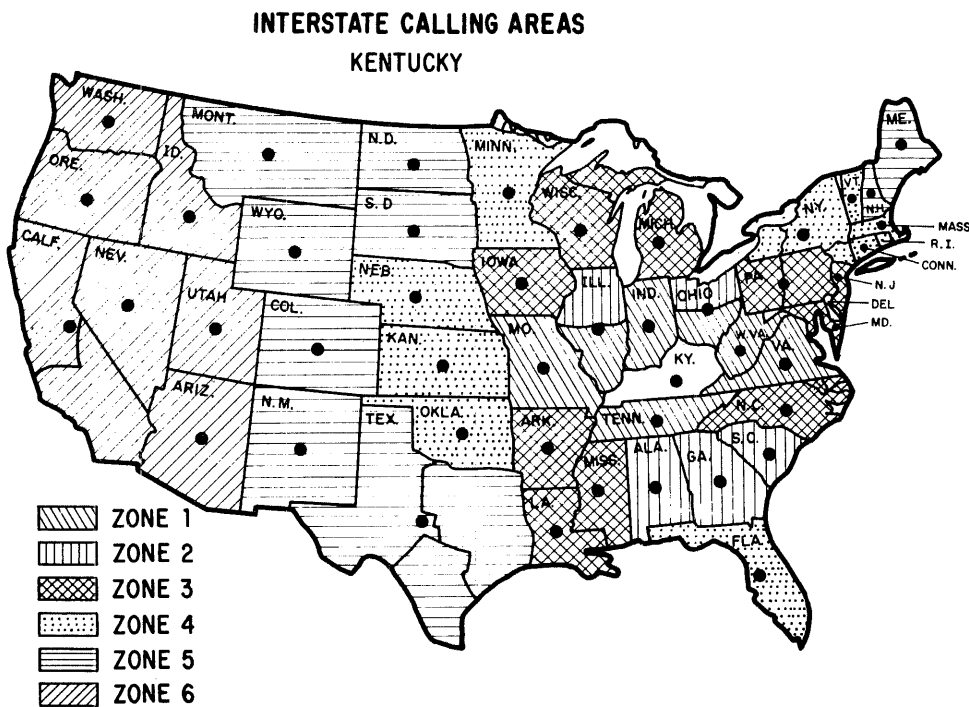 INTERSTATE CALLING AREAS
KENTUCKY
WASH.
MONT.
N.D.
MINN.
ME.
ORE.
ID.
S.D
WISC.
MICH.
N.Y.
VT.
N.H.
MASS
R.I.
CONN.
WYO.
CALF.
NEV.
UTAH
COL.
NEB.
IOWA
ILL.
IND.
OHIO
PA.
N.J
DEL
MD.
KAN.
MO.
KY.
W.VA.
VA.
ARIZ.
N.M.
TEX.
OKLA.
ARK.
TENN.
N.C.
S.C.
MISS.
ALA.
GA.
LA.
FLA.
ZONE 1
ZONE 2
ZONE 3
ZONE 4
ZONE 5
ZONE 6